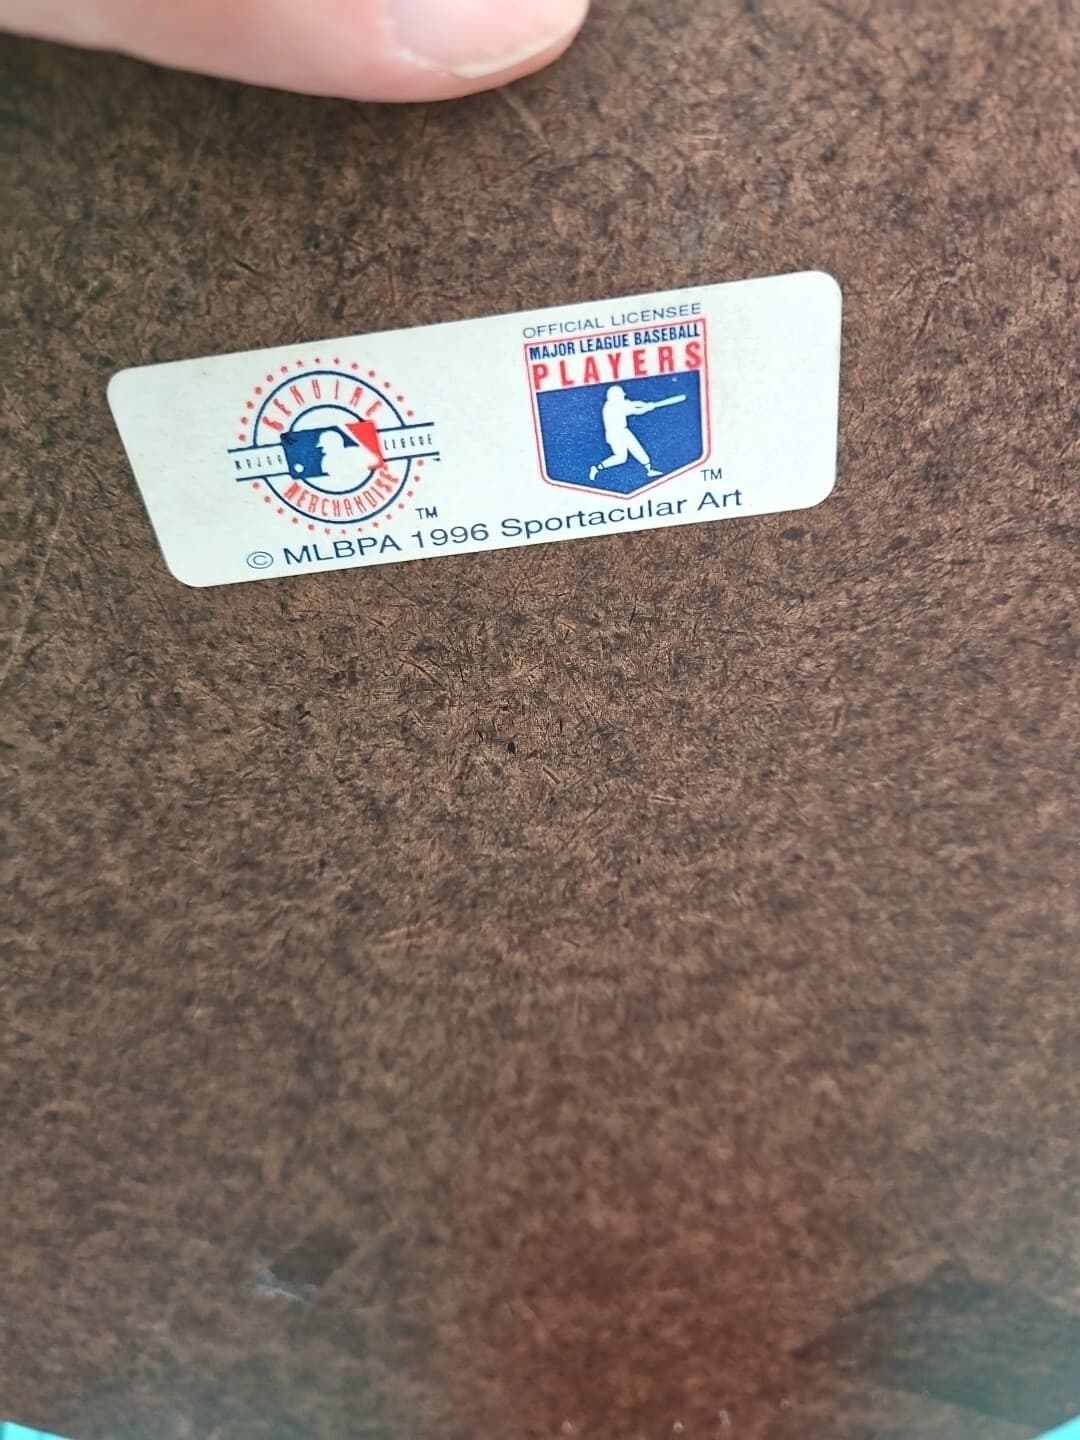 OFFICIAL LICENSEE
MAJOR LEAGUE BASEBALL
PLAYERS
GENUINE
MAJOR LEAGUE
MERCHANDISE
TM
TM
© MLBPA 1996 Sportacular Art